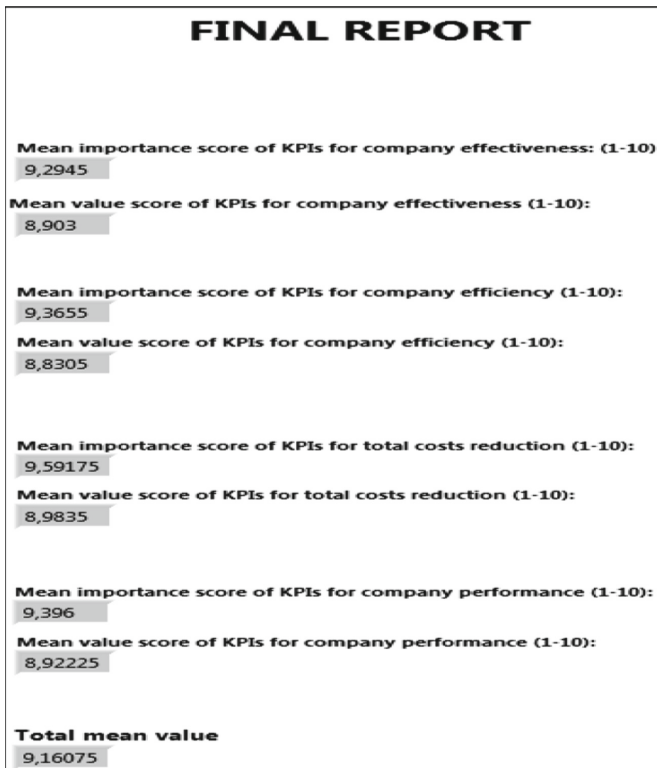 FINAL REPORT
Mean importance score of KPIs for company effectiveness: (1-10)
9,2945
Mean value score of KPIs for company effectiveness (1-10):
8,903
Mean importance score of KPIs for company efficiency (1-10):
9,3655
Mean value score of KPIs for company efficiency (1-10):
8,8305
Mean importance score of KPIs for total costs reduction (1-10):
9,59175
Mean value score of KPIs for total costs reduction (1-10):
8,9835
Mean importance score of KPIs for company performance (1-10):
9,396
Mean value score of KPIs for company performance (1-10):
8,92225
Total mean value
9,16075